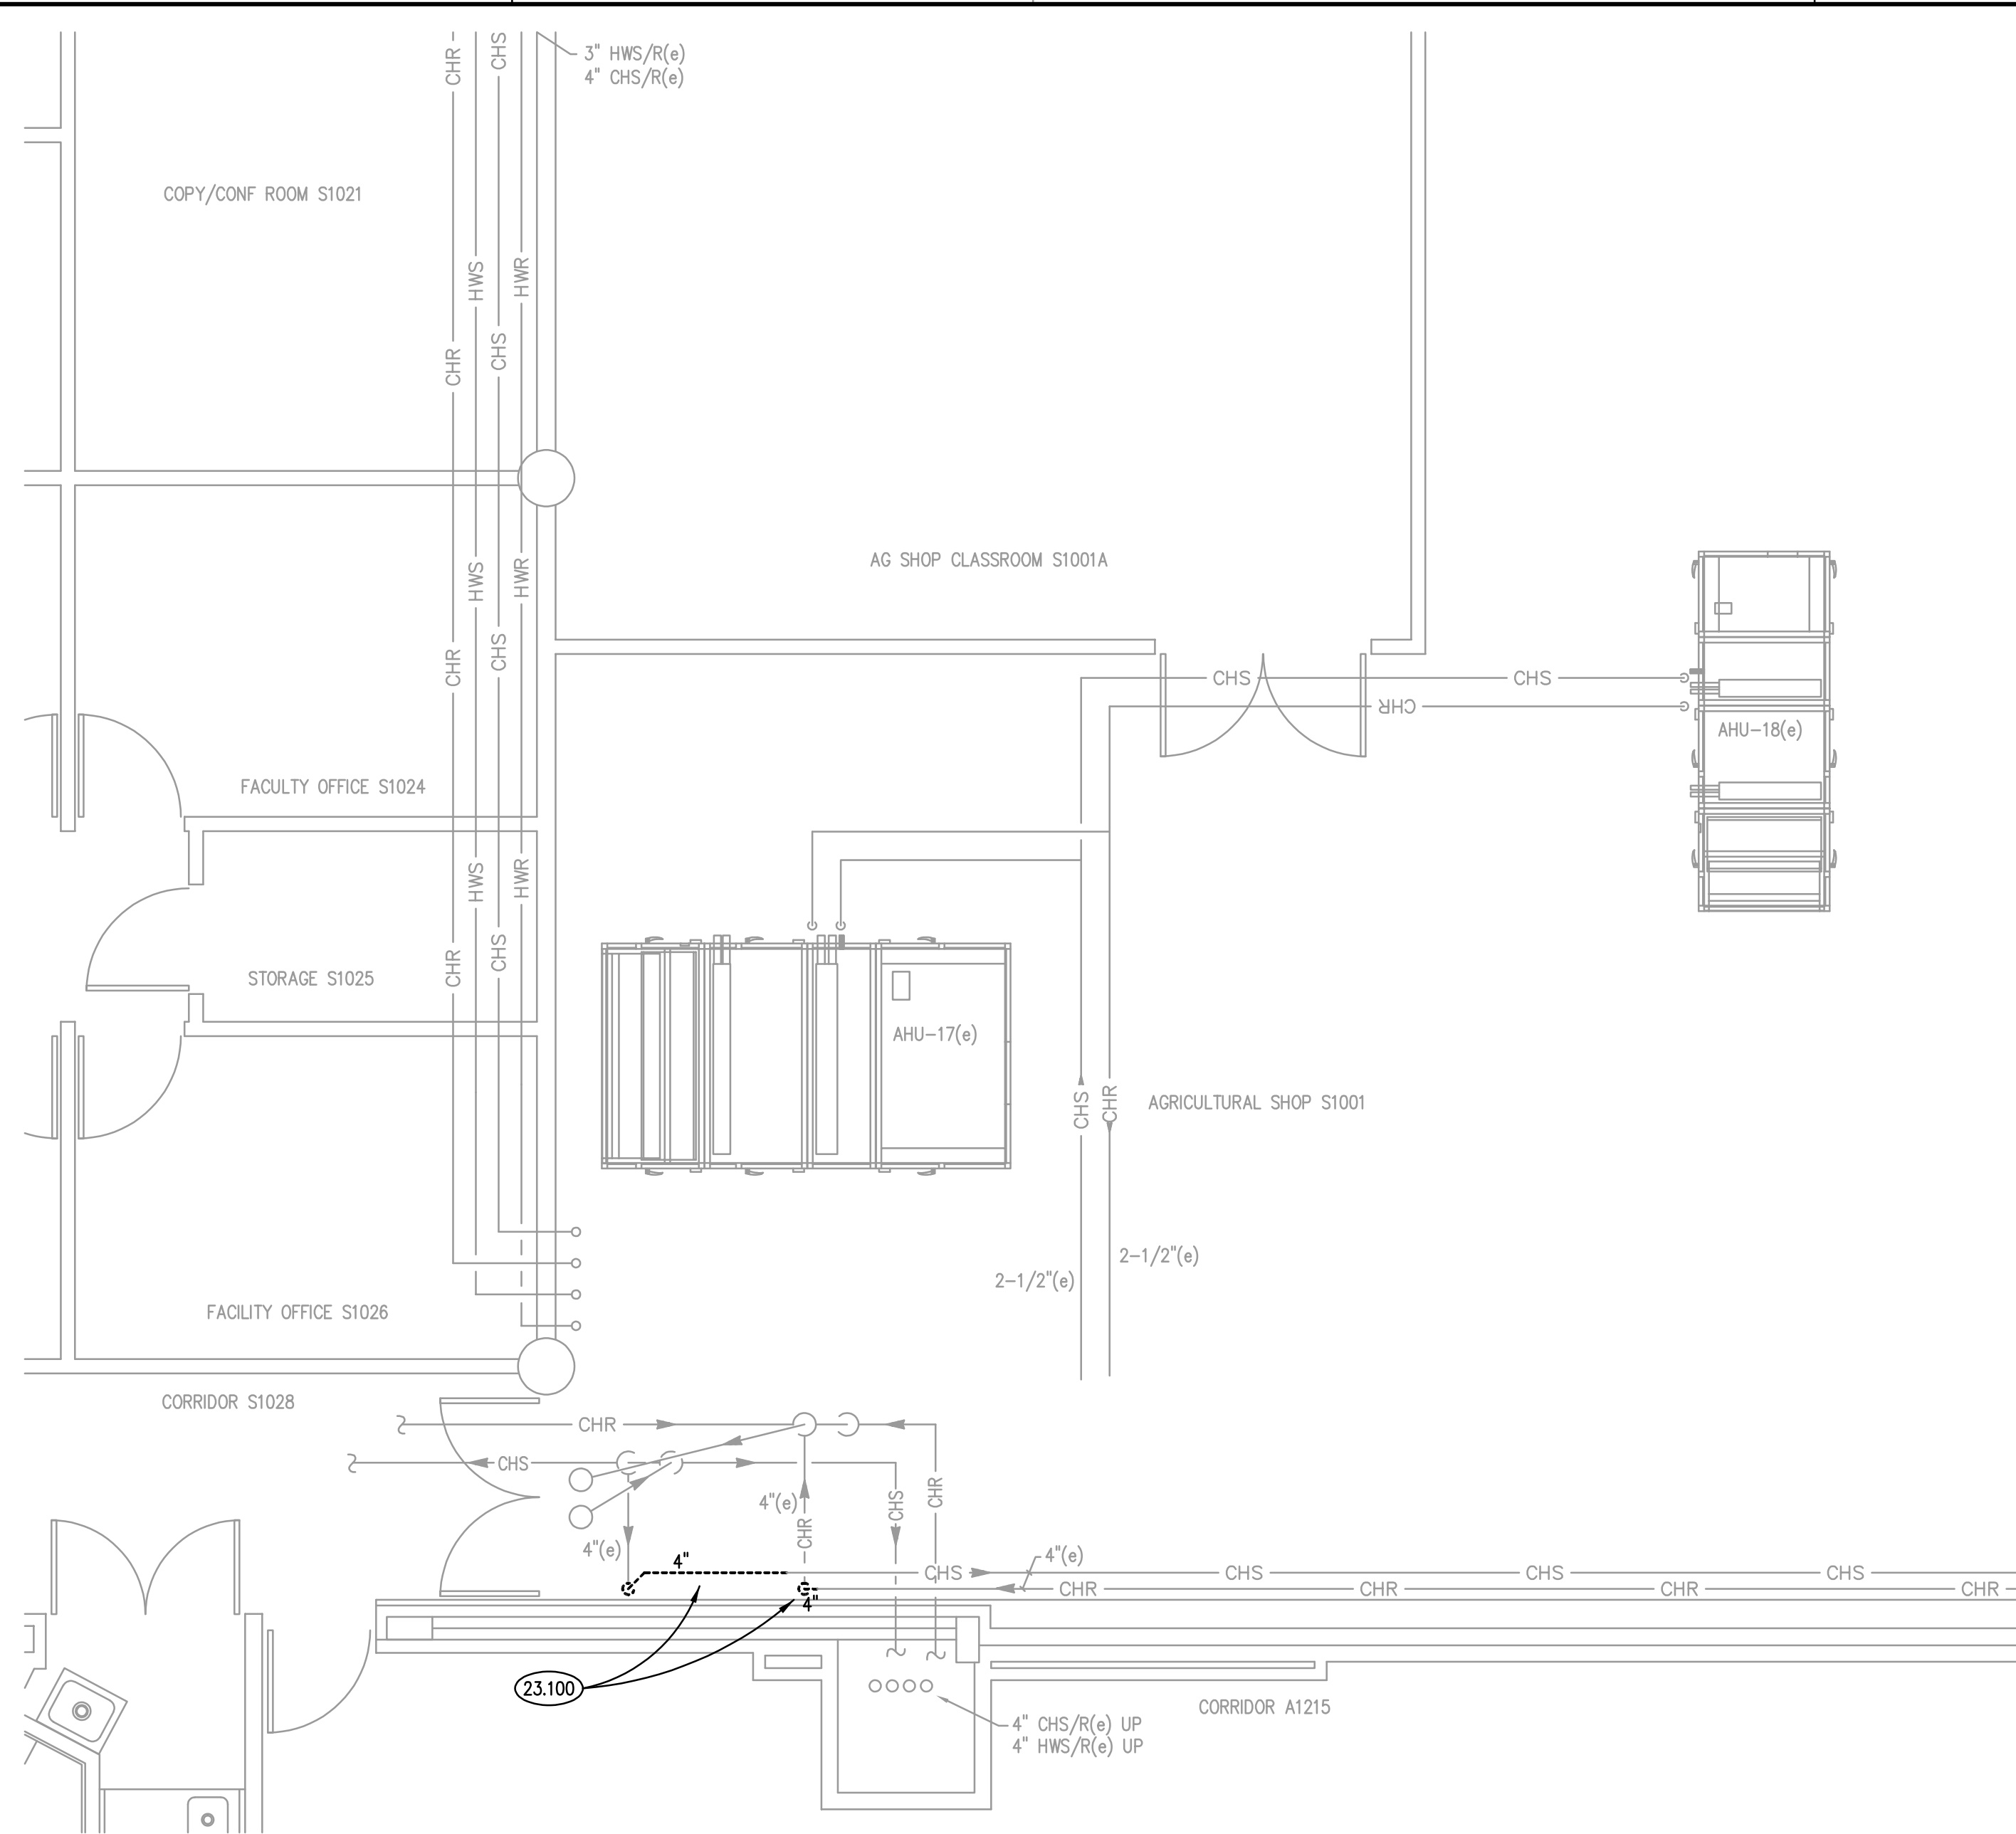 CHR
CHS
3" HWS/R(e)
4" CHS/R(e)
COPY/CONF ROOM S1021
HWS
HWR
CHR
CHS
AG SHOP CLASSROOM S1001A
HWS
HWR
CHR
CHS
CHS
CHS
CHR
AHU-18(e)
FACULTY OFFICE S1024
HWS
HWR
CHR
CHS
STORAGE S1025
AHU-17(e)
CHS
CHR
AGRICULTURAL SHOP S1001
2-1/2"(e)
2-1/2"(e)
FACILITY OFFICE S1026
CORRIDOR S1028
CHR
CHS
4"(e)
CHS
CHR
CHR
4"(e)
4"
4"(e)
CHS
CHS
CHS
CHS
CHR
CHR
CHR
CHR
4"
23.100
CORRIDOR A1215
4" CHS/R(e) UP
4" HWS/R(e) UP